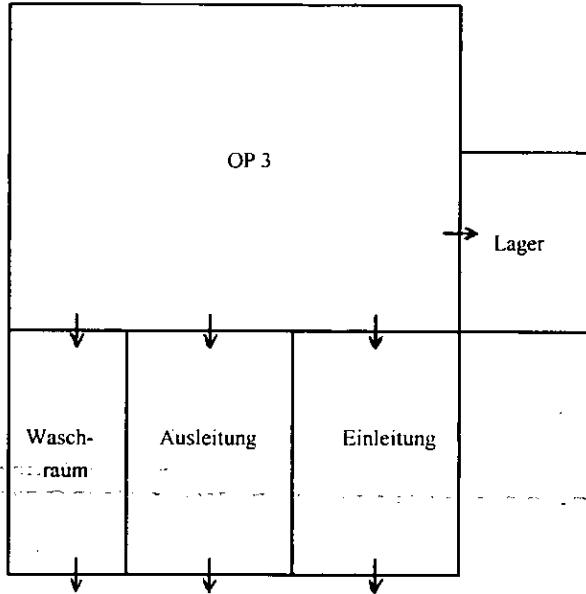 OP 3
Lager
Wasch-
raum
Ausleitung
Einleitung